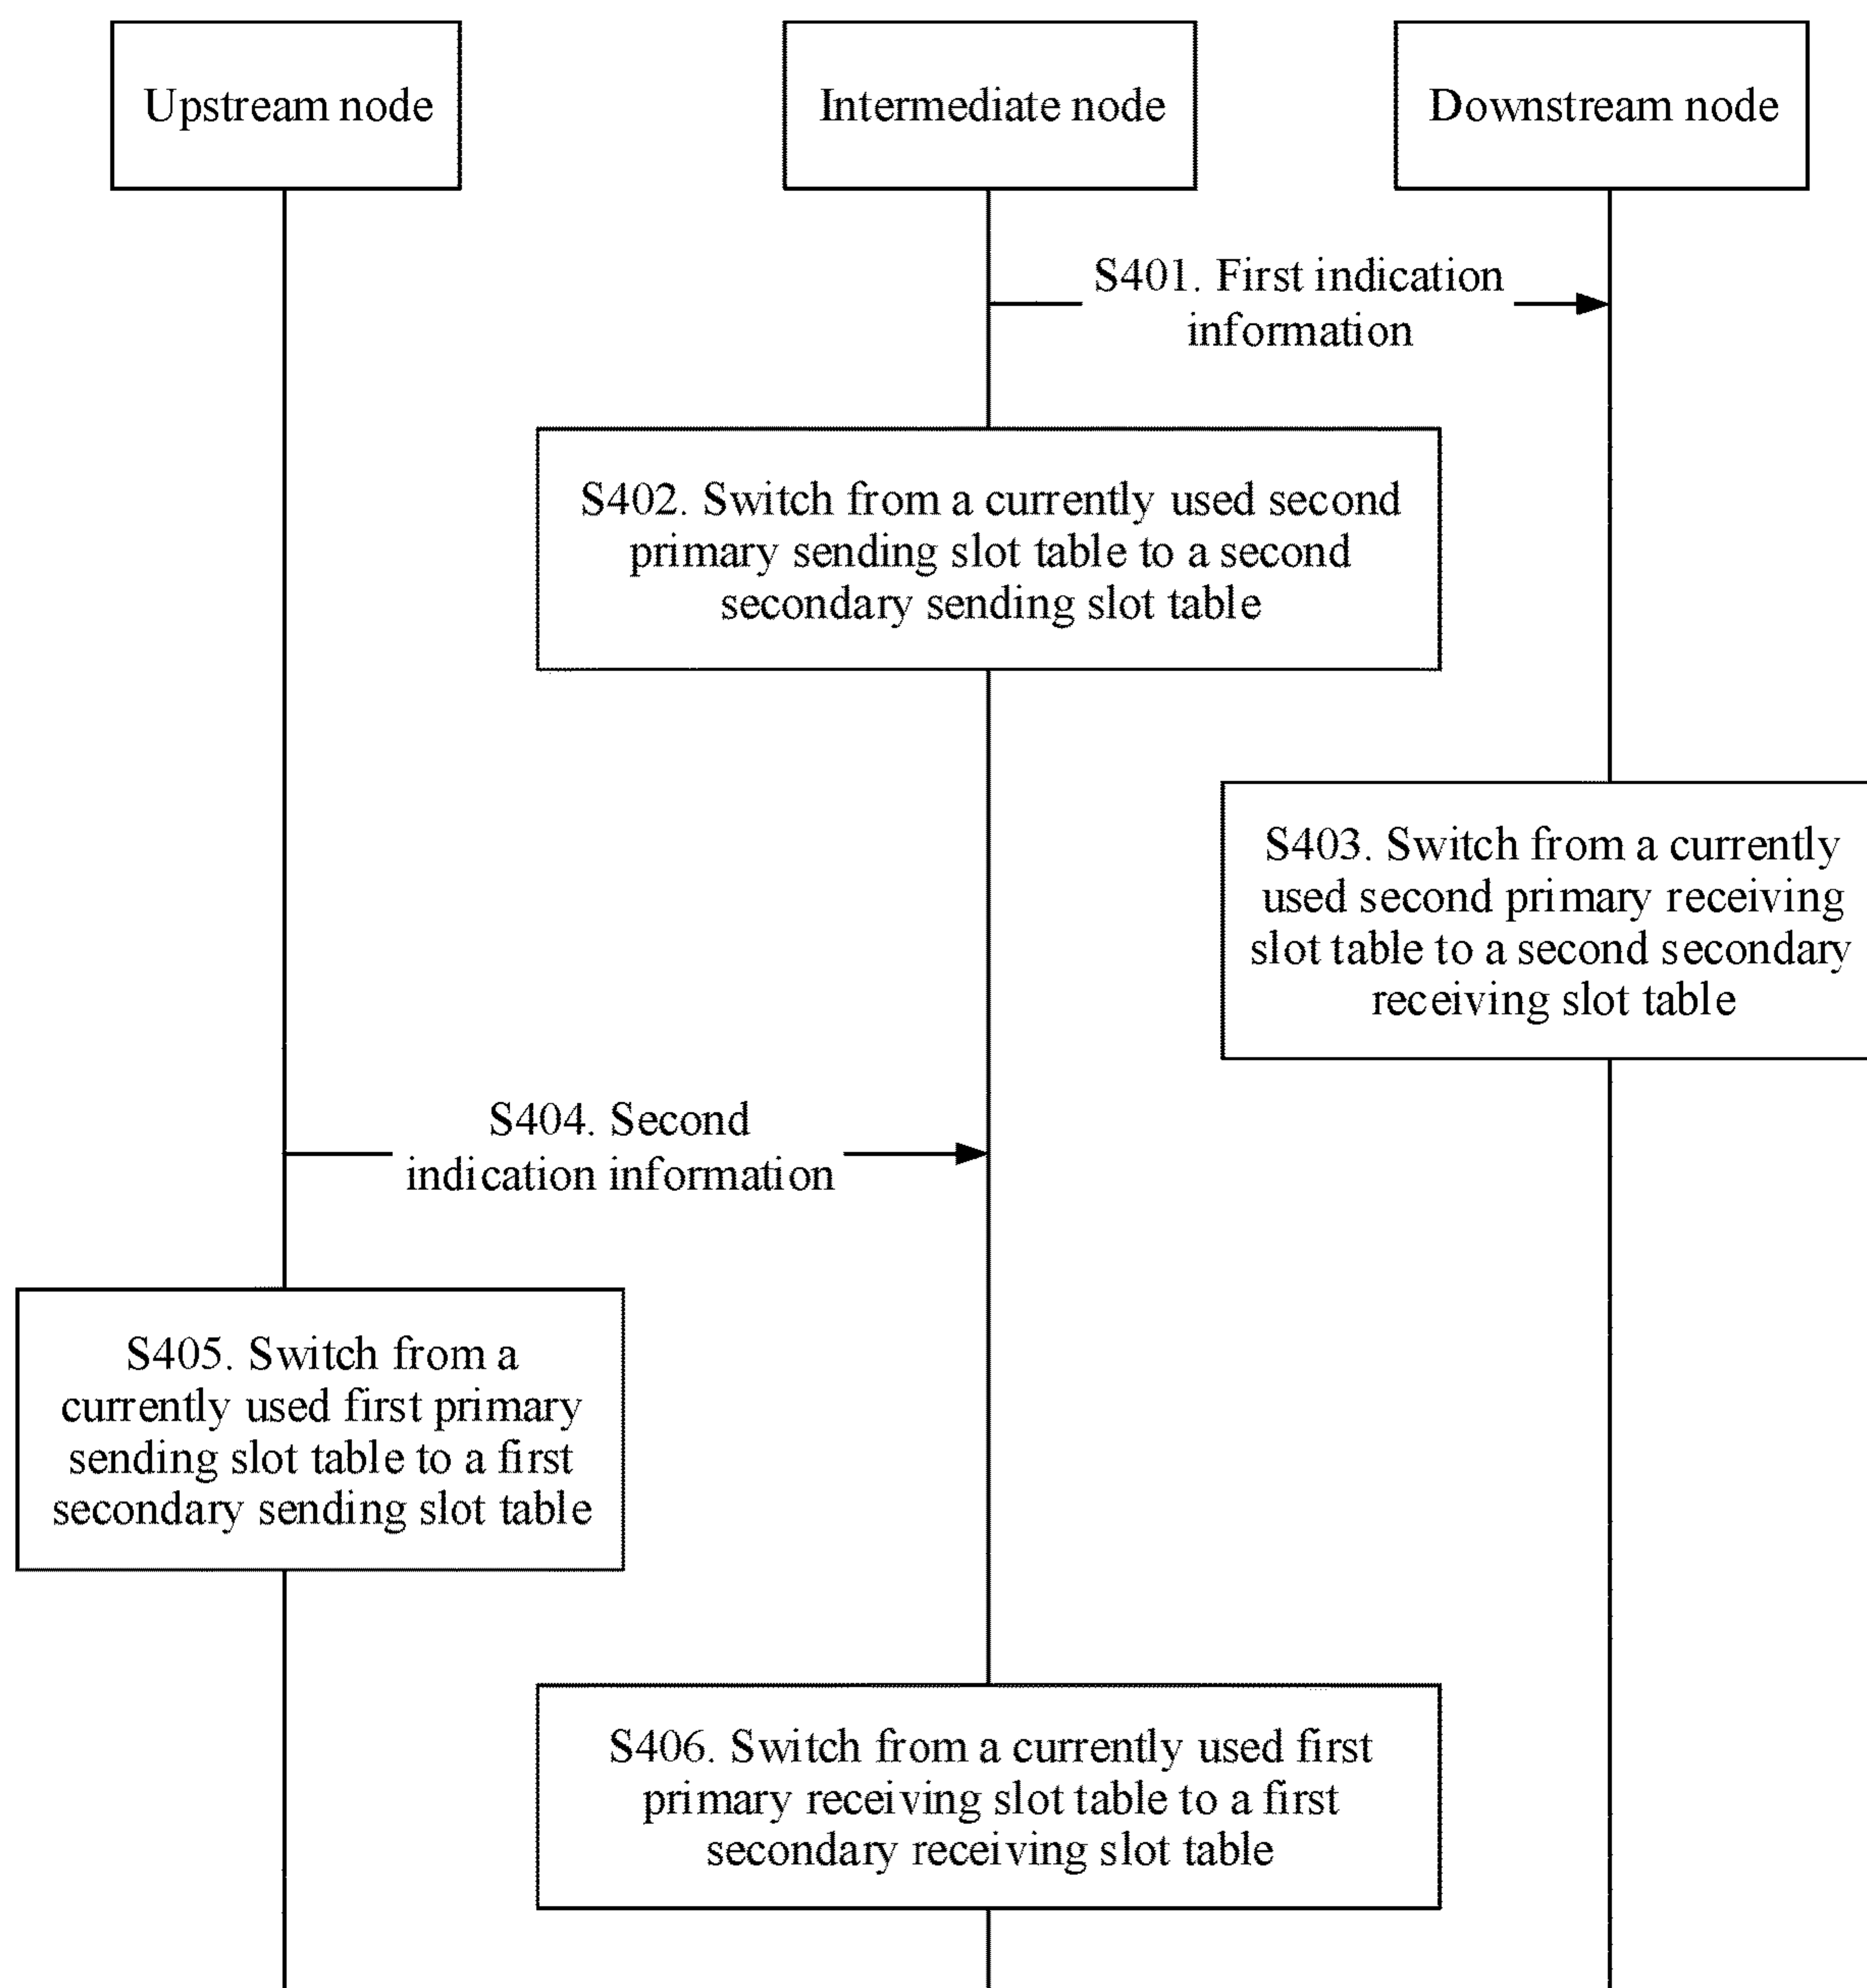 Upstream node
Intermediate node
Downstream node
S401. First indication
information
S402. Switch from a currently used second
primary sending slot table to a second
secondary sending slot table
S403. Switch from a currently
used second primary receiving
slot table to a second secondary
receiving slot table
S404. Second
indication information
S405. Switch from a
currently used first primary
sending slot table to a first
secondary sending slot table
S406. Switch from a currently used first
primary receiving slot table to a first
secondary receiving slot table